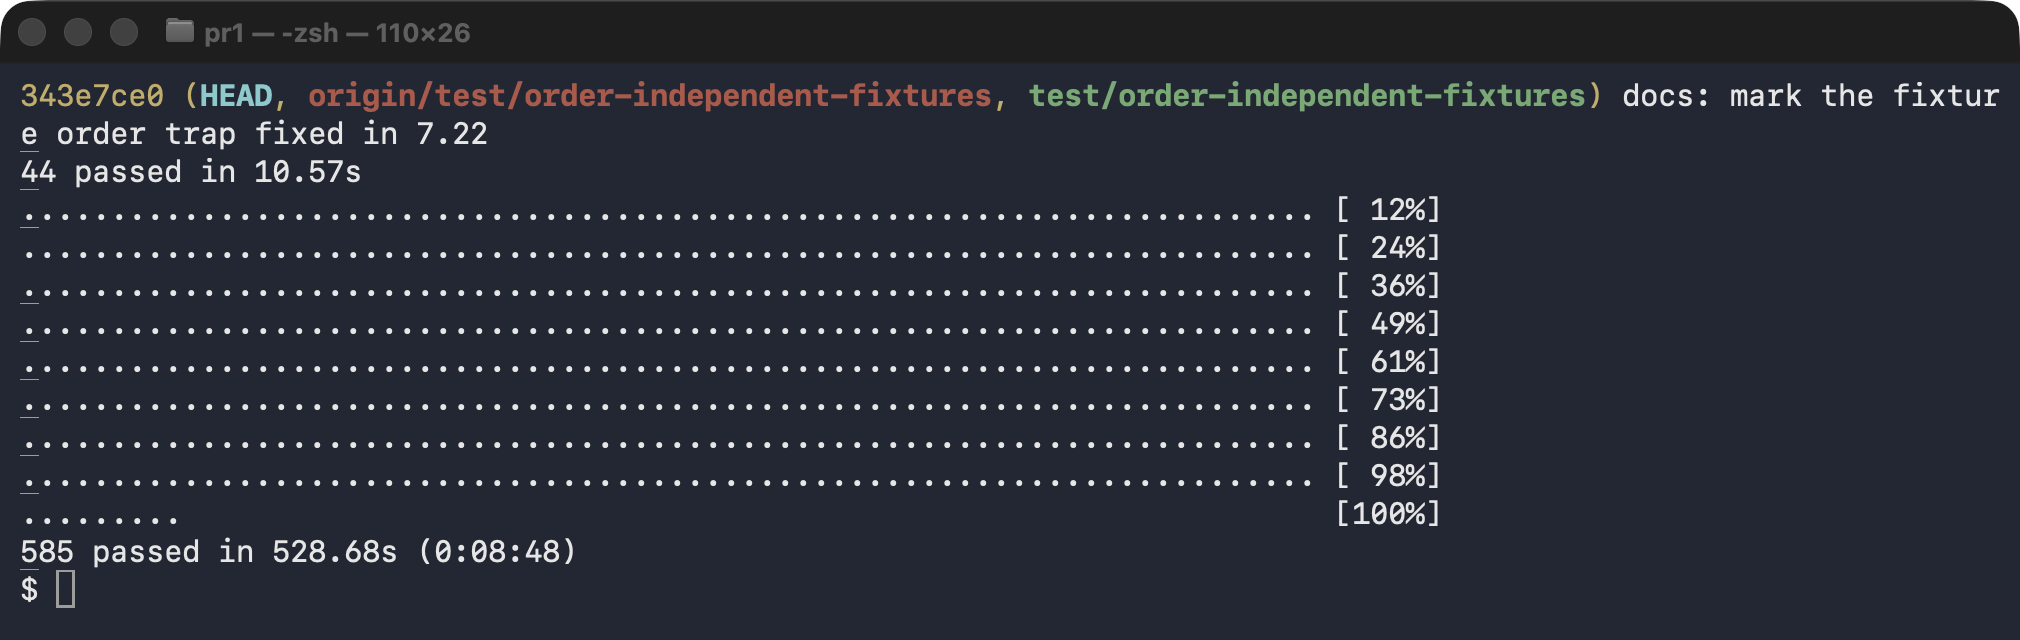 pr1 — -zsh — 110×26
343e7ce0 (HEAD, origin/test/order-independent-fixtures, test/order-independent-fixtures) docs: mark the fixtur
e order trap fixed in 7.22
44 passed in 10.57s
........................................................................ [ 12%]
........................................................................ [ 24%]
........................................................................ [ 36%]
........................................................................ [ 49%]
........................................................................ [ 61%]
........................................................................ [ 73%]
........................................................................ [ 86%]
........................................................................ [ 98%]
.........                                                                [100%]
585 passed in 528.68s (0:08:48)
$